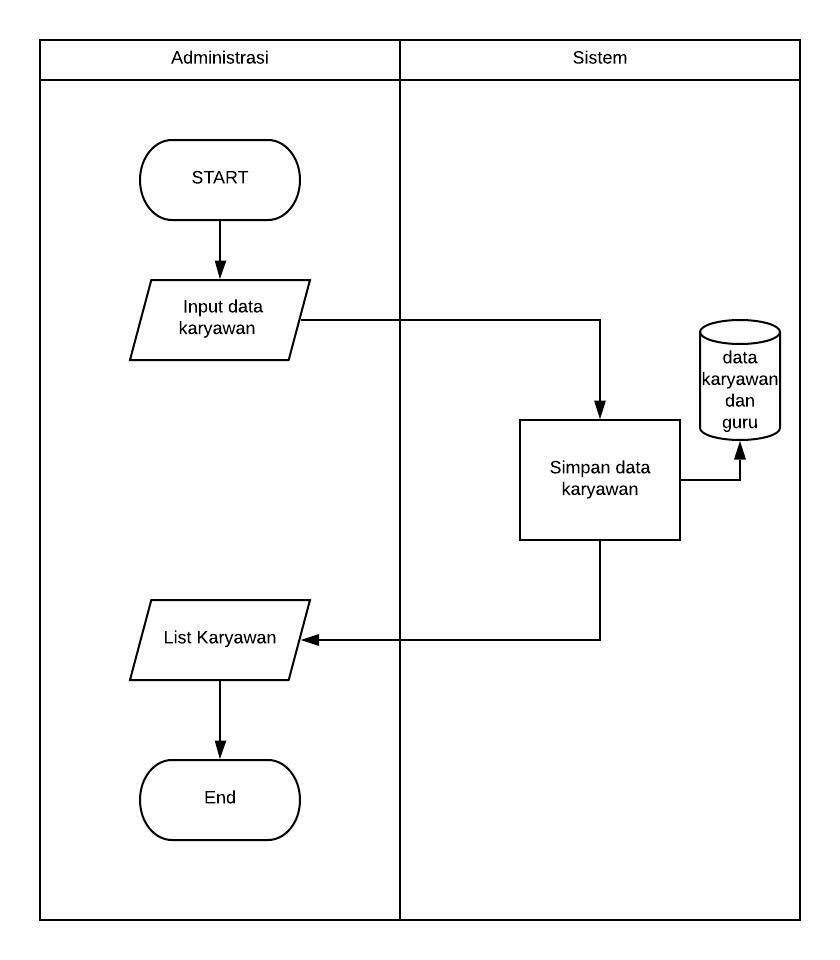 Administrasi
Sistem
START
Input data
karyawan
data
karyawan
dan
guru
Simpan data
karyawan
List Karyawan
End